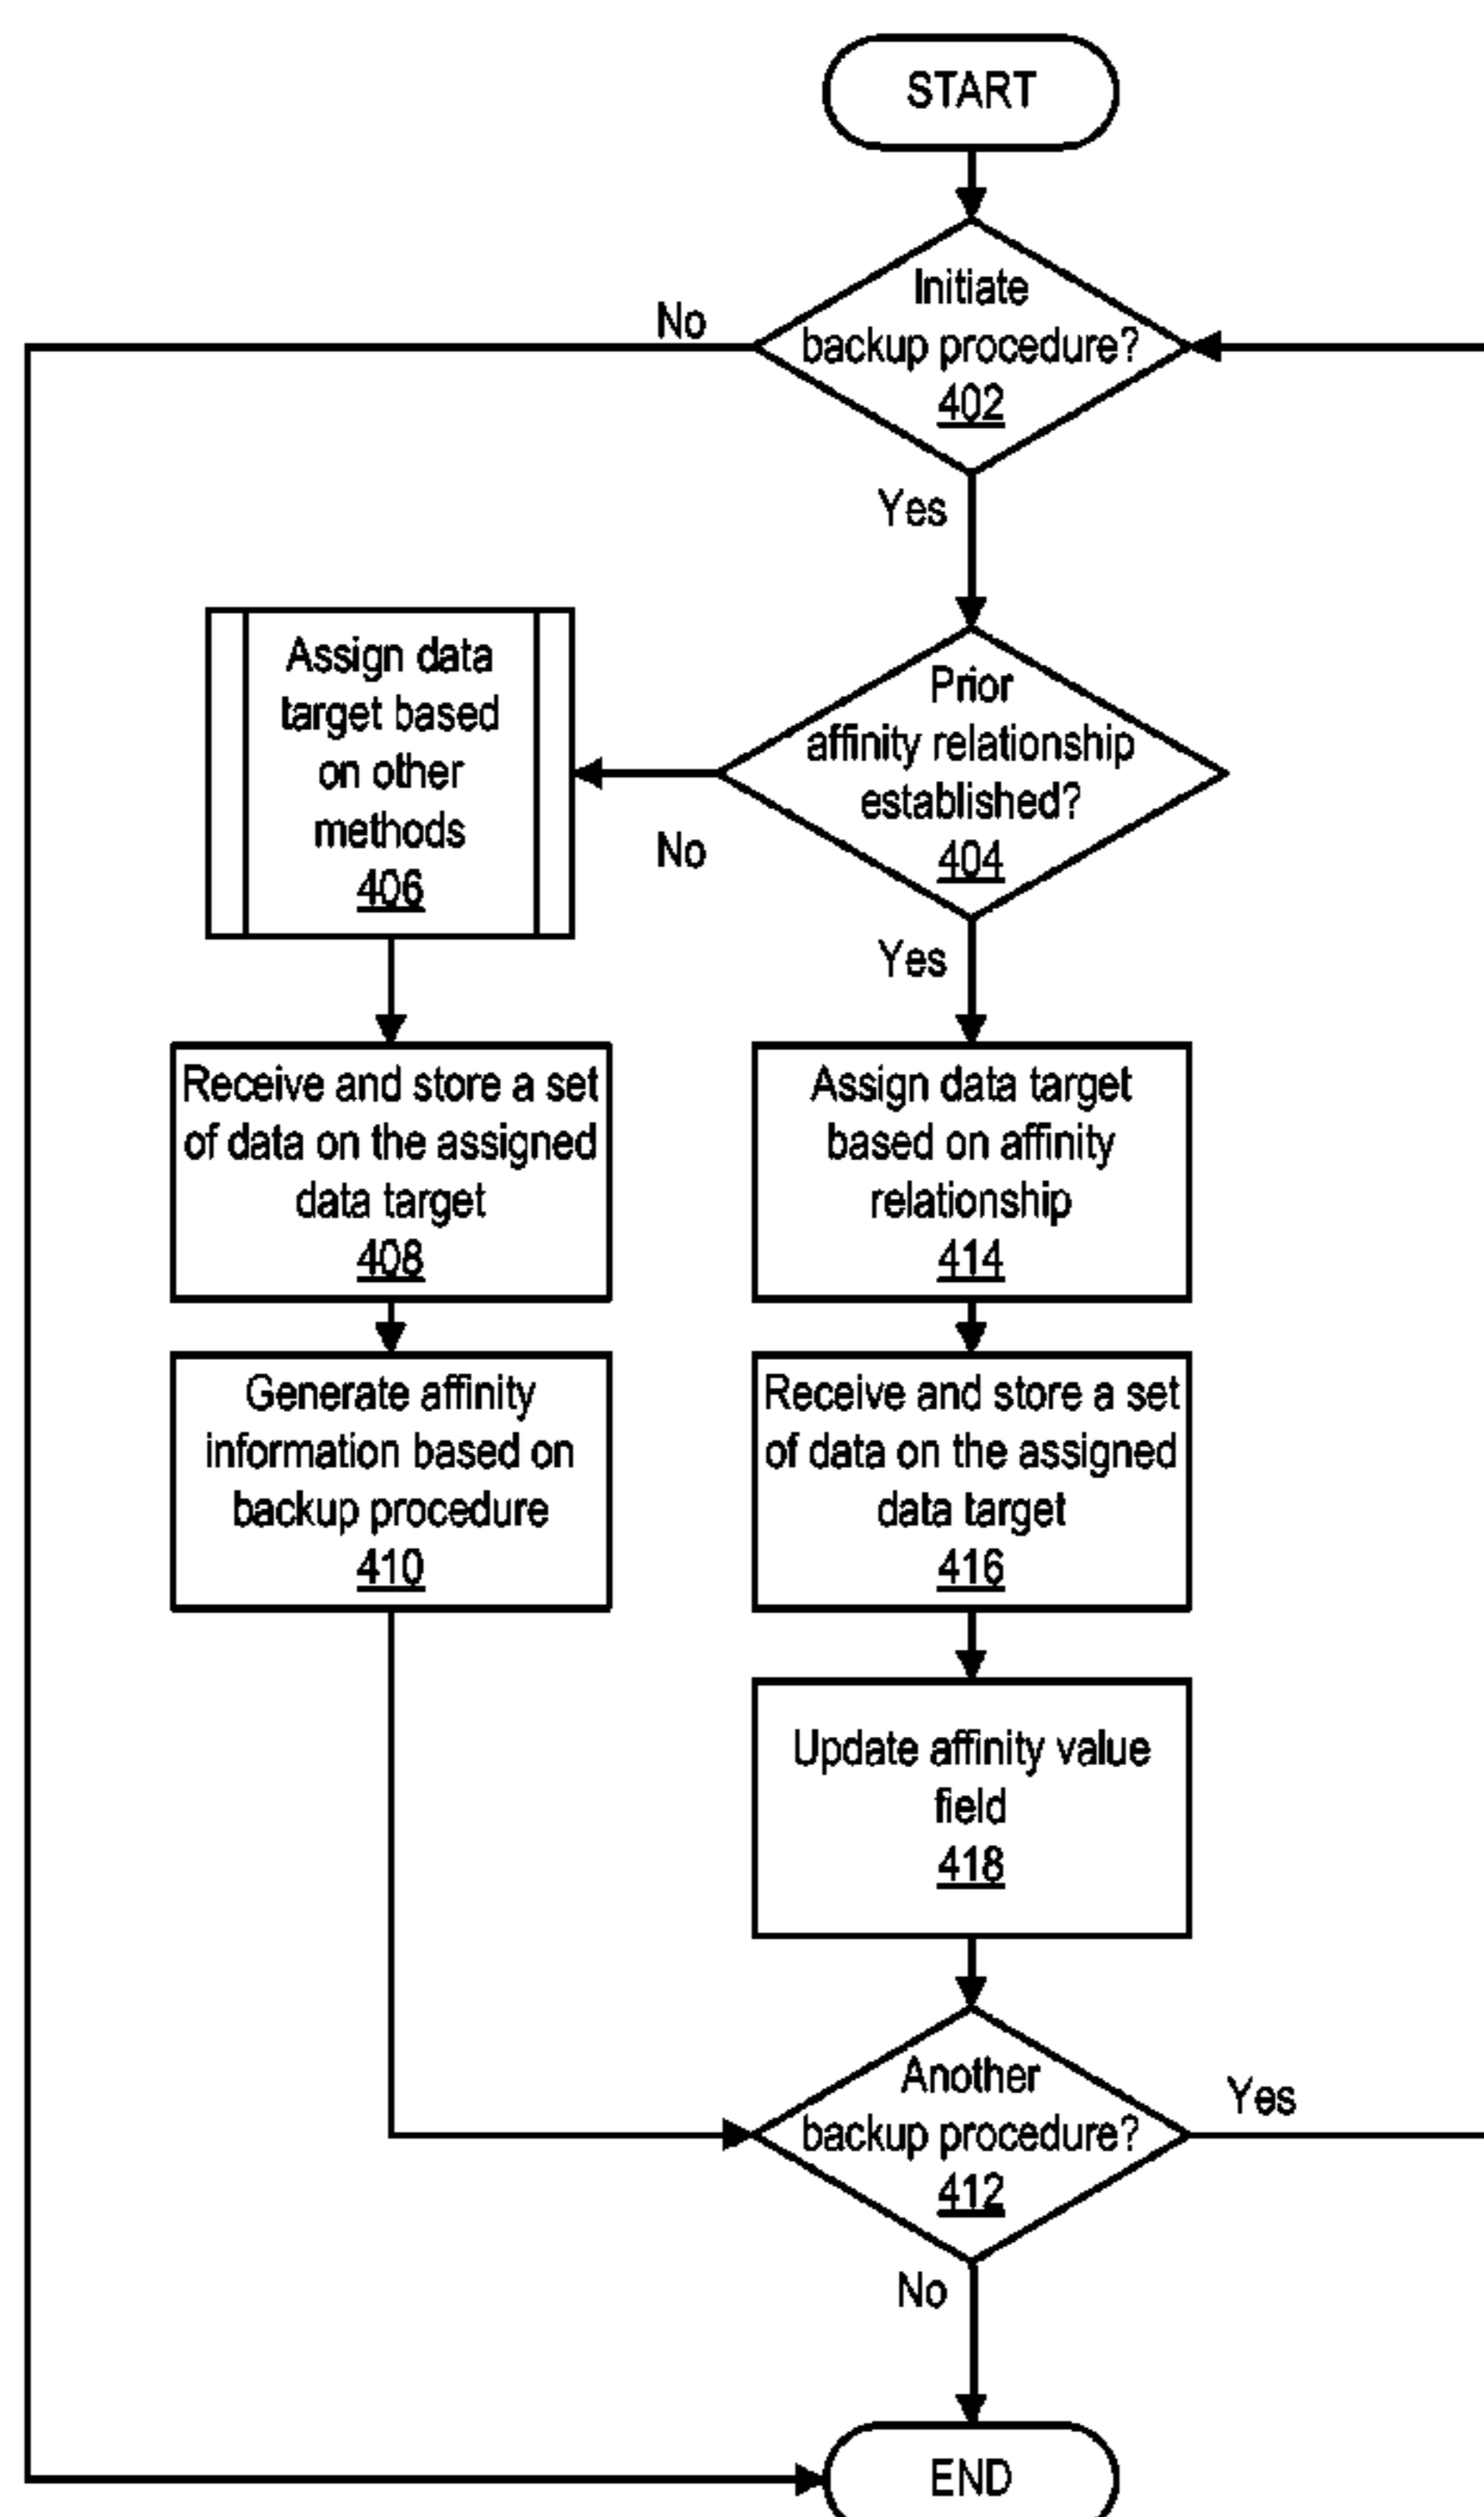 START
Initiate
backup procedure?
402
No
Yes
Prior
affinity relationship
established?
404
No
Yes
Assign data
target based
on other
methods
406
Receive and store a set
of data on the assigned
data target
408
Generate affinity
information based on
backup procedure
410
Assign data target
based on affinity
relationship
414
Receive and store a set
of data on the assigned
data target
416
Update affinity value
field
418
Another
backup procedure?
412
Yes
No
END